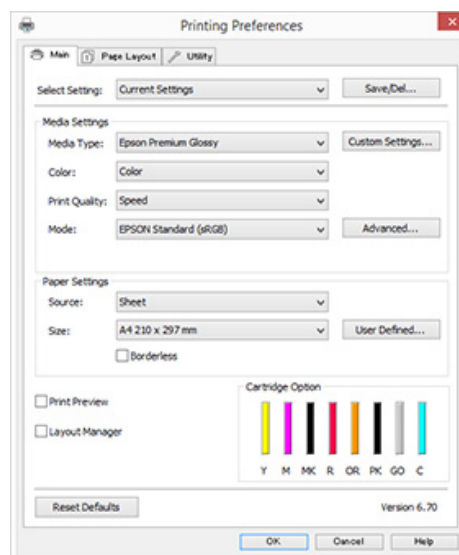 Printing Preferences
Main
Page Layout
Utility
Select Setting:
Current Settings
Save/Del...
Media Settings
Media Type:
Epson Premium Glossy
Custom Settings...
Color:
Color
Print Quality:
Speed
Mode:
EPSON Standard (sRGB)
Advanced...
Paper Settings
Source:
Sheet
Size:
A4 210 x 297 mm
User Defined...
Borderless
Print Preview
Layout Manager
Cartridge Option
Y M MK R OR PK GO C
Reset Defaults
Version 6.70
OK
Cancel
Help